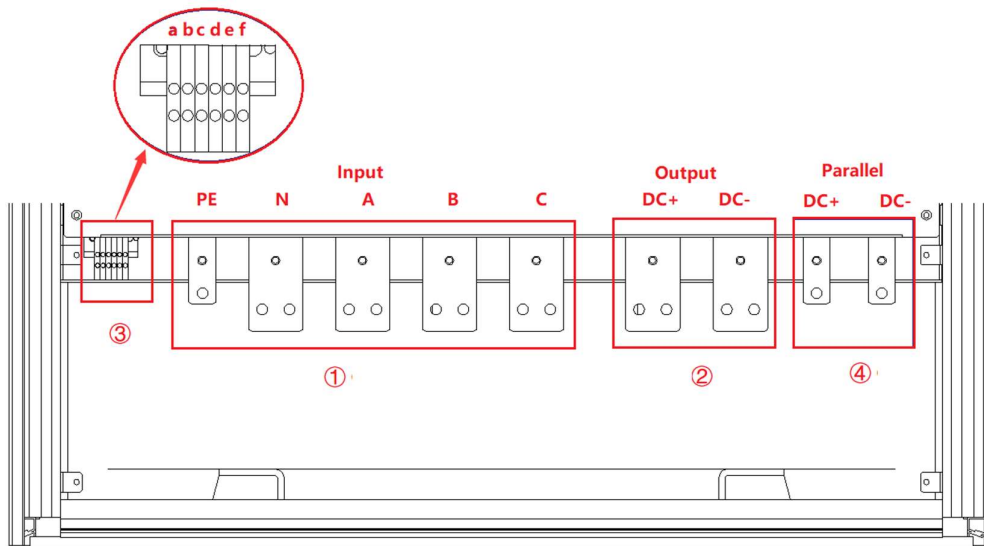 a b c d e f
Input
Output
Parallel
PE N A B C
DC+ DC-
DC+ DC-
③
①
②
④